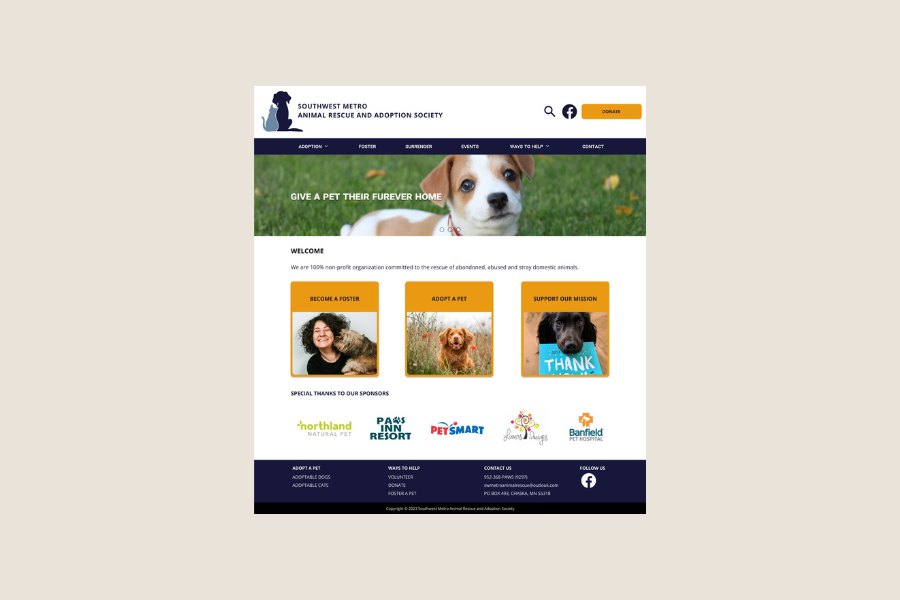 SOUTHWEST METRO
ANIMAL RESCUE AND ADOPTION SOCIETY
DONATE
ADOPTION FOSTER SURRENDER EVENTS WAYS TO HELP CONTACT
GIVE A PET THEIR FUREVER HOME
WELCOME
We are 100% non-profit organization committed to the rescue of abandoned, abused and stray domestic animals.
BECOME A FOSTER ADOPT A PET SUPPORT OUR MISSION
THANK
SPECIAL THANKS TO OUR SPONSORS
northland
NATURAL PET
PAWS
INN
RESORT
PETSMART
Banfield
PET HOSPITAL
ADOPT A PET
ADOPTABLE DOGS
ADOPTABLE CATS
WAYS TO HELP
VOLUNTEER
DONATE
FOSTER A PET
CONTACT US
952-368-PAWS (9297)
swmetroanimalrescue@outlook.com
PO BOX 493, CHASKA, MN 55318
FOLLOW US
Copyright © 2023 Southwest Metro Animal Rescue and Adoption Society